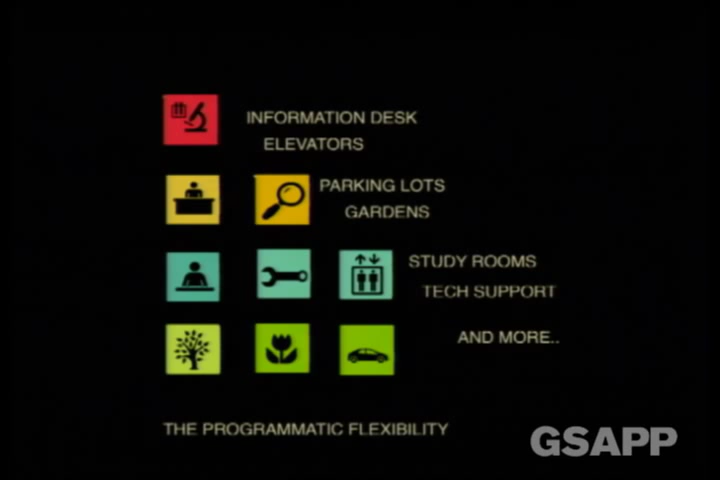 INFORMATION DESK
ELEVATORS
PARKING LOTS
GARDENS
STUDY ROOMS
TECH SUPPORT
AND MORE..
THE PROGRAMMATIC FLEXIBILITY
GSAPP